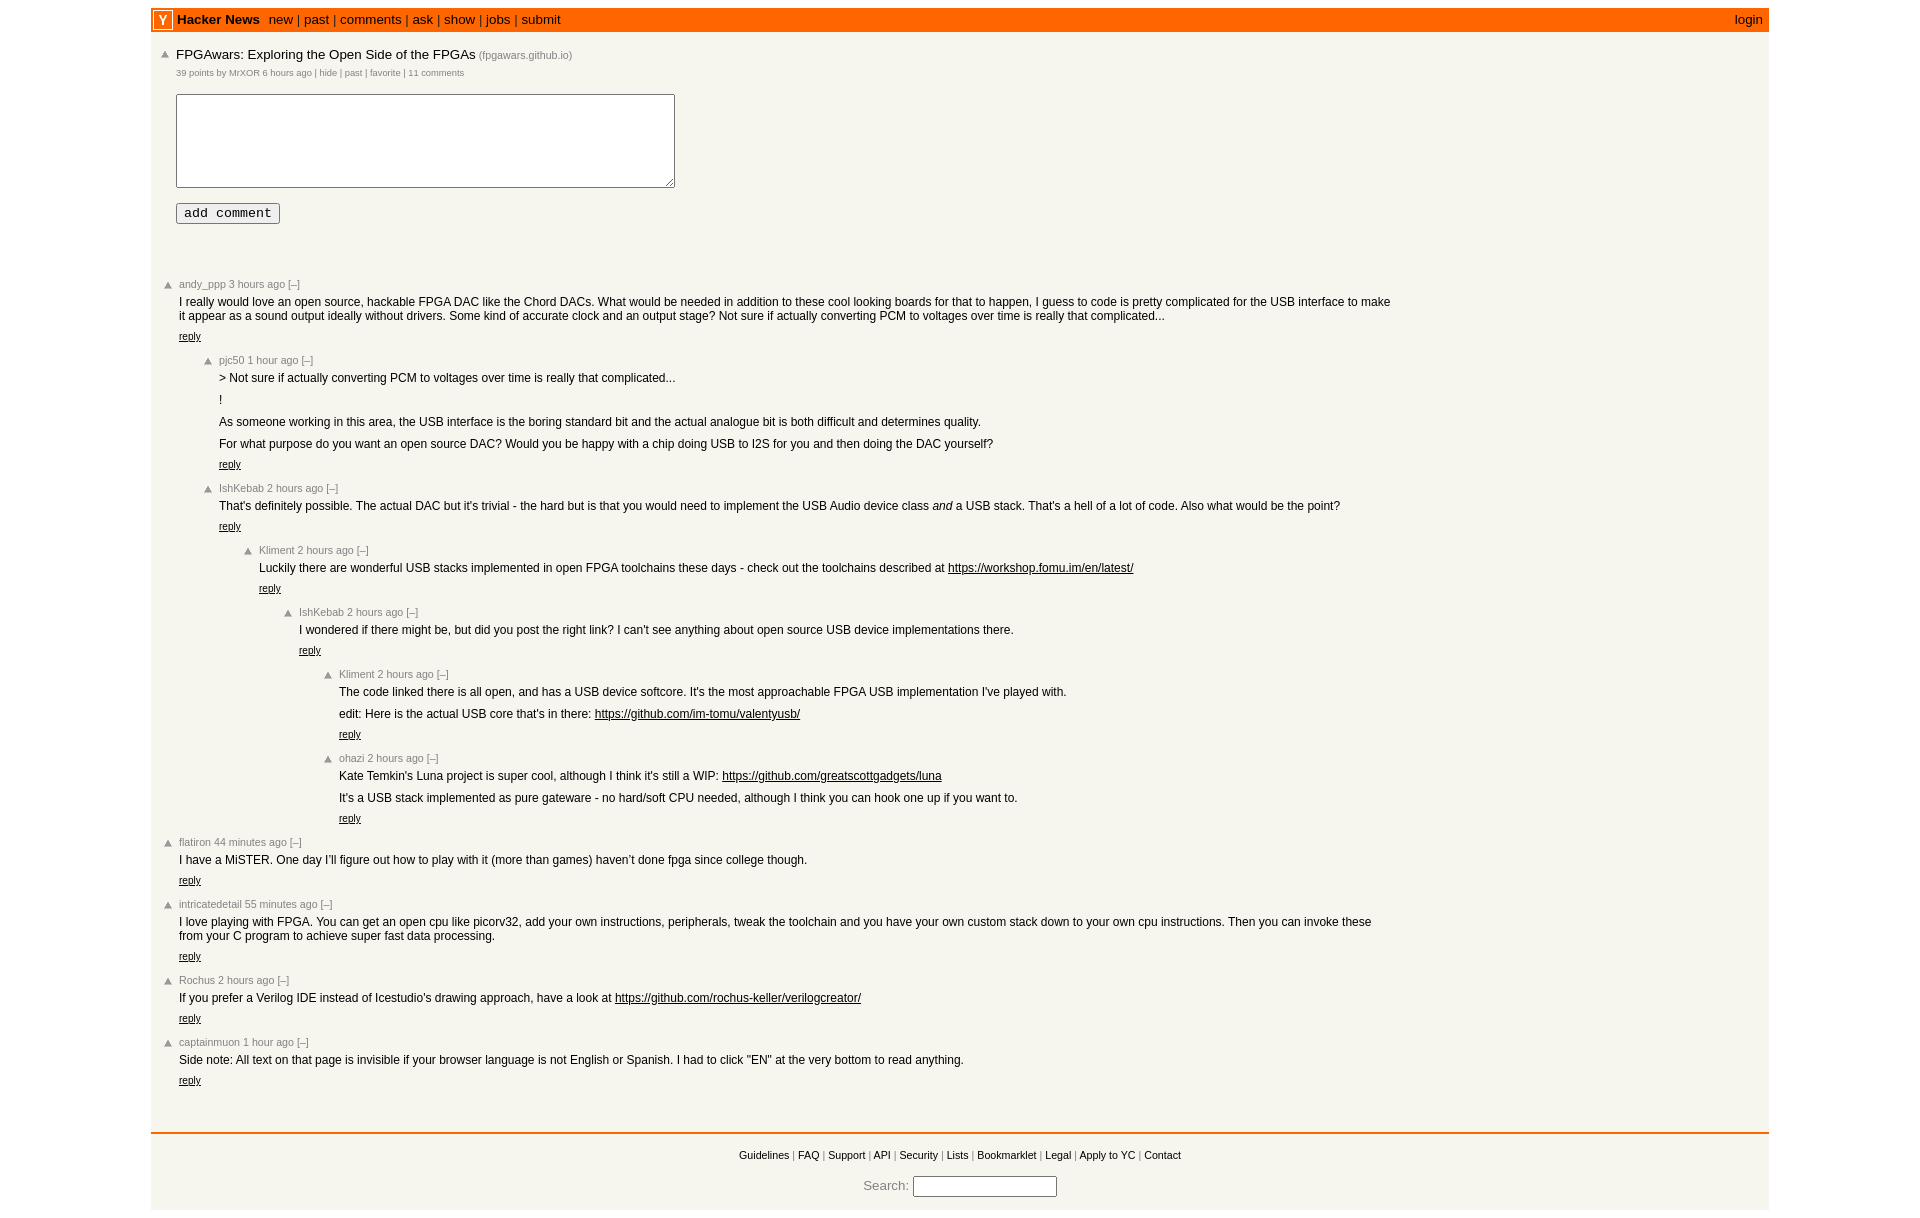 Y Hacker News new | past | comments | ask | show | jobs | submit login
FPGAwars: Exploring the Open Side of the FPGAs (fpgawars.github.io)
39 points by MrXOR 6 hours ago | hide | past | favorite | 11 comments
add comment
andy_ppp 3 hours ago [–]
I really would love an open source, hackable FPGA DAC like the Chord DACs. What would be needed in addition to these cool looking boards for that to happen, I guess to code is pretty complicated for the USB interface to make
it appear as a sound output ideally without drivers. Some kind of accurate clock and an output stage? Not sure if actually converting PCM to voltages over time is really that complicated...
reply
pjc50 1 hour ago [–]
> Not sure if actually converting PCM to voltages over time is really that complicated...
!
As someone working in this area, the USB interface is the boring standard bit and the actual analogue bit is both difficult and determines quality.
For what purpose do you want an open source DAC? Would you be happy with a chip doing USB to I2S for you and then doing the DAC yourself?
reply
IshKebab 2 hours ago [–]
That's definitely possible. The actual DAC but it's trivial - the hard but is that you would need to implement the USB Audio device class and a USB stack. That's a hell of a lot of code. Also what would be the point?
reply
Kliment 2 hours ago [–]
Luckily there are wonderful USB stacks implemented in open FPGA toolchains these days - check out the toolchains described at https://workshop.fomu.im/en/latest/
reply
IshKebab 2 hours ago [–]
I wondered if there might be, but did you post the right link? I can't see anything about open source USB device implementations there.
reply
Kliment 2 hours ago [–]
The code linked there is all open, and has a USB device softcore. It's the most approachable FPGA USB implementation I've played with.
edit: Here is the actual USB core that's in there: https://github.com/im-tomu/valentyusb/
reply
ohazi 2 hours ago [–]
Kate Temkin's Luna project is super cool, although I think it's still a WIP: https://github.com/greatscottgadgets/luna
It's a USB stack implemented as pure gateware - no hard/soft CPU needed, although I think you can hook one up if you want to.
reply
flatiron 44 minutes ago [–]
I have a MiSTER. One day I’ll figure out how to play with it (more than games) haven’t done fpga since college though.
reply
intricatedetail 55 minutes ago [–]
I love playing with FPGA. You can get an open cpu like picorv32, add your own instructions, peripherals, tweak the toolchain and you have your own custom stack down to your own cpu instructions. Then you can invoke these
from your C program to achieve super fast data processing.
reply
Rochus 2 hours ago [–]
If you prefer a Verilog IDE instead of Icestudio's drawing approach, have a look at https://github.com/rochus-keller/verilogcreator/
reply
captainmuon 1 hour ago [–]
Side note: All text on that page is invisible if your browser language is not English or Spanish. I had to click "EN" at the very bottom to read anything.
reply
Guidelines | FAQ | Support | API | Security | Lists | Bookmarklet | Legal | Apply to YC | Contact
Search: